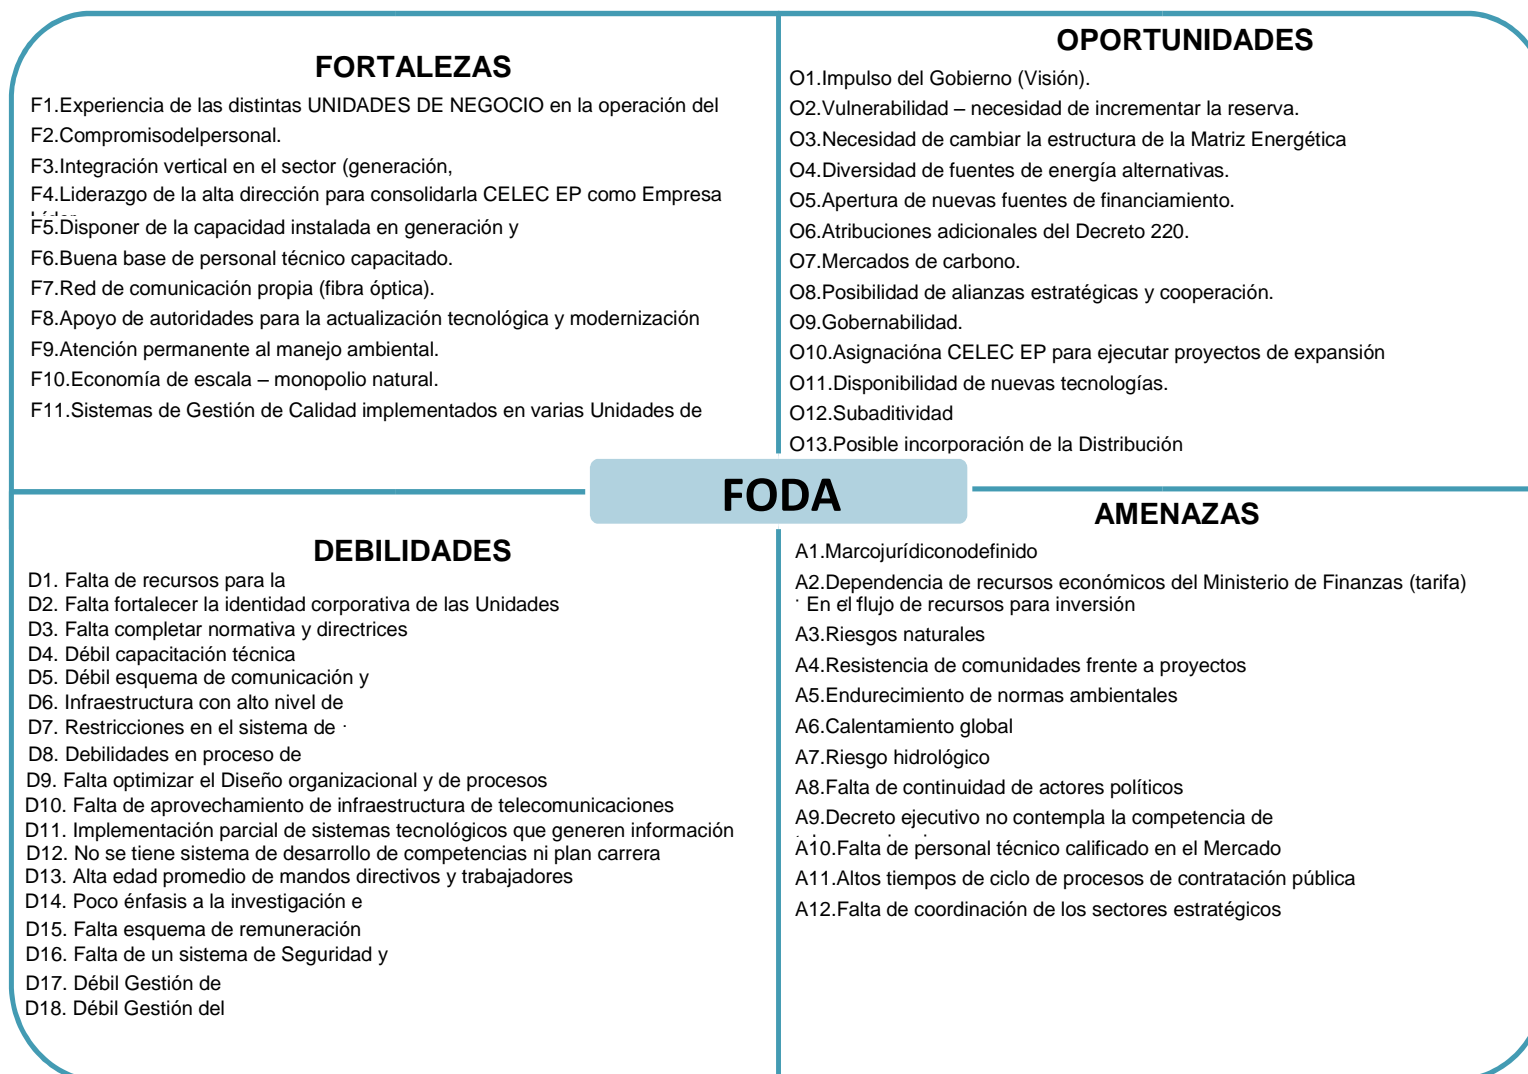 FORTALEZAS
F1.Experiencia de las distintas UNIDADES DE NEGOCIO en la operación del
F2.Compromisodelpersonal.
F3.Integración vertical en el sector (generación,
F4.Liderazgo de la alta dirección para consolidarla CELEC EP como Empresa
F5.Disponer de la capacidad instalada en generación y
F6.Buena base de personal técnico capacitado.
F7.Red de comunicación propia (fibra óptica).
F8.Apoyo de autoridades para la actualización tecnológica y modernización
F9.Atención permanente al manejo ambiental.
F10.Economía de escala – monopolio natural.
F11.Sistemas de Gestión de Calidad implementados en varias Unidades de
OPORTUNIDADES
O1.Impulso del Gobierno (Visión).
O2.Vulnerabilidad – necesidad de incrementar la reserva.
O3.Necesidad de cambiar la estructura de la Matriz Energética
O4.Diversidad de fuentes de energía alternativas.
O5.Apertura de nuevas fuentes de financiamiento.
O6.Atribuciones adicionales del Decreto 220.
O7.Mercados de carbono.
O8.Posibilidad de alianzas estratégicas y cooperación.
O9.Gobernabilidad.
O10.Asignacióna CELEC EP para ejecutar proyectos de expansión
O11.Disponibilidad de nuevas tecnologías.
O12.Subaditividad
O13.Posible incorporación de la Distribución
FODA
DEBILIDADES
D1. Falta de recursos para la
D2. Falta fortalecer la identidad corporativa de las Unidades
D3. Falta completar normativa y directrices
D4. Débil capacitación técnica
D5. Débil esquema de comunicación y
D6. Infraestructura con alto nivel de
D7. Restricciones en el sistema de
D8. Debilidades en proceso de
D9. Falta optimizar el Diseño organizacional y de procesos
D10. Falta de aprovechamiento de infraestructura de telecomunicaciones
D11. Implementación parcial de sistemas tecnológicos que generen información
D12. No se tiene sistema de desarrollo de competencias ni plan carrera
D13. Alta edad promedio de mandos directivos y trabajadores
D14. Poco énfasis a la investigación e
D15. Falta esquema de remuneración
D16. Falta de un sistema de Seguridad y
D17. Débil Gestión de
D18. Débil Gestión del
AMENAZAS
A1.Marcojurídiconodefinido
A2.Dependencia de recursos económicos del Ministerio de Finanzas (tarifa)
En el flujo de recursos para inversión
A3.Riesgos naturales
A4.Resistencia de comunidades frente a proyectos
A5.Endurecimiento de normas ambientales
A6.Calentamiento global
A7.Riesgo hidrológico
A8.Falta de continuidad de actores políticos
A9.Decreto ejecutivo no contempla la competencia de
A10.Falta de personal técnico calificado en el Mercado
A11.Altos tiempos de ciclo de procesos de contratación pública
A12.Falta de coordinación de los sectores estratégicos